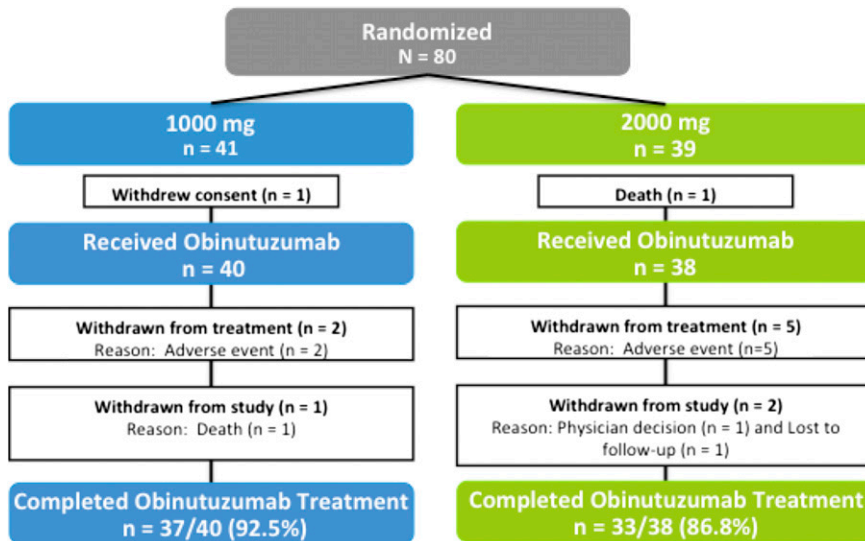 Randomized
N = 80
1000 mg
n = 41
2000 mg
n = 39
Withdrew consent (n = 1)
Death (n = 1)
Received Obinutuzumab
n = 40
Received Obinutuzumab
n = 38
Withdrawn from treatment (n = 2)
Reason:  Adverse event (n = 2)
Withdrawn from treatment (n = 5)
Reason:  Adverse event (n=5)
Withdrawn from study (n = 1)
Reason:  Death (n = 1)
Withdrawn from study (n = 2)
Reason: Physician decision (n = 1) and Lost to
follow-up (n = 1)
Completed Obinutuzumab Treatment
n = 37/40 (92.5%)
Completed Obinutuzumab Treatment
n = 33/38 (86.8%)